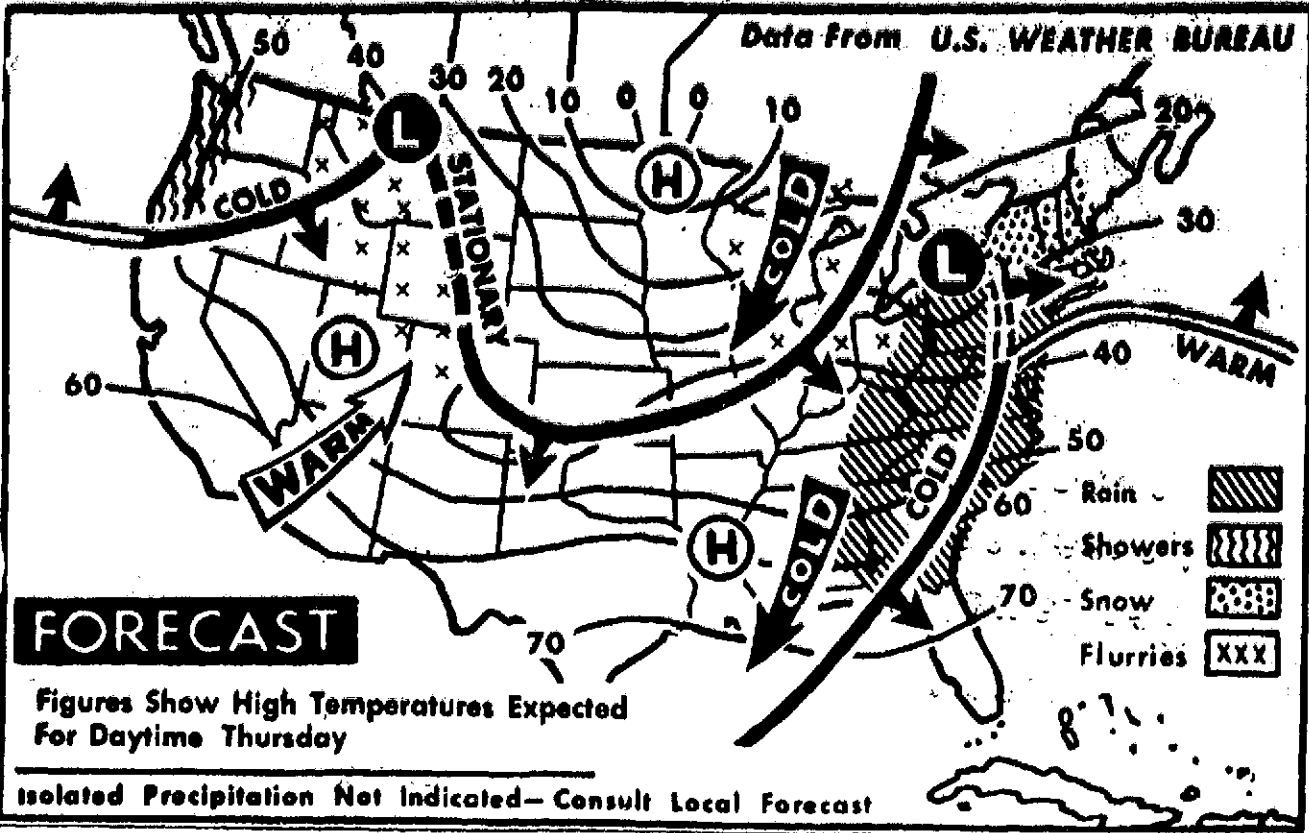 Data From U.S. WEATHER BUREAU
50
40
30
20
10
0
0
10
20
L
STATIONARY
H
COLD
COLD
30
L
H
WARM
60
40
WARM
50
COLD
60
H
COLD
70
70
Rain
Showers
Snow
Flurries
XXX
FORECAST
Figures Show High Temperatures Expected
For Daytime Thursday
Isolated Precipitation Not Indicated—Consult Local Forecast